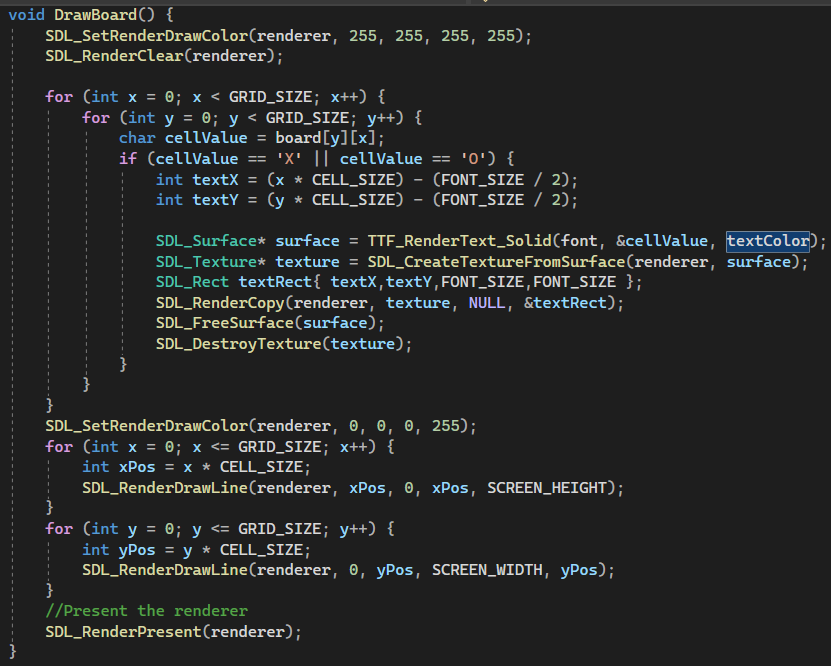 void DrawBoard() {
    SDL_SetRenderDrawColor(renderer, 255, 255, 255, 255);
    SDL_RenderClear(renderer);

    for (int x = 0; x < GRID_SIZE; x++) {
        for (int y = 0; y < GRID_SIZE; y++) {
            char cellValue = board[y][x];
            if (cellValue == 'X' || cellValue == 'O') {
                int textX = (x * CELL_SIZE) - (FONT_SIZE / 2);
                int textY = (y * CELL_SIZE) - (FONT_SIZE / 2);

                SDL_Surface* surface = TTF_RenderText_Solid(font, &cellValue, textColor);
                SDL_Texture* texture = SDL_CreateTextureFromSurface(renderer, surface);
                SDL_Rect textRect{ textX,textY,FONT_SIZE,FONT_SIZE };
                SDL_RenderCopy(renderer, texture, NULL, &textRect);
                SDL_FreeSurface(surface);
                SDL_DestroyTexture(texture);
            }
        }
    }
    SDL_SetRenderDrawColor(renderer, 0, 0, 0, 255);
    for (int x = 0; x <= GRID_SIZE; x++) {
        int xPos = x * CELL_SIZE;
        SDL_RenderDrawLine(renderer, xPos, 0, xPos, SCREEN_HEIGHT);
    }
    for (int y = 0; y <= GRID_SIZE; y++) {
        int yPos = y * CELL_SIZE;
        SDL_RenderDrawLine(renderer, 0, yPos, SCREEN_WIDTH, yPos);
    }
    //Present the renderer
    SDL_RenderPresent(renderer);
}